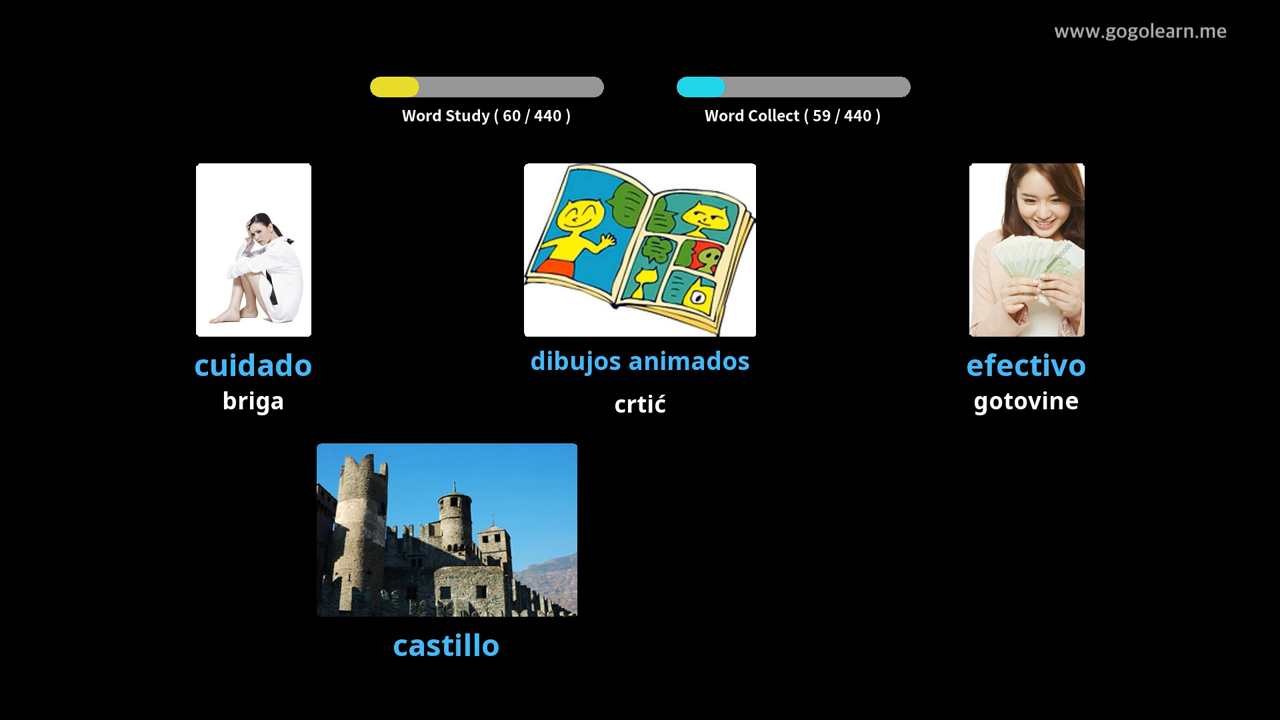 www.gogolearn.me
Word Study ( 60 / 440 )
Word Collect ( 59 / 440 )
cuidado
briga
dibujos animados
crtić
efectivo
gotovine
castillo